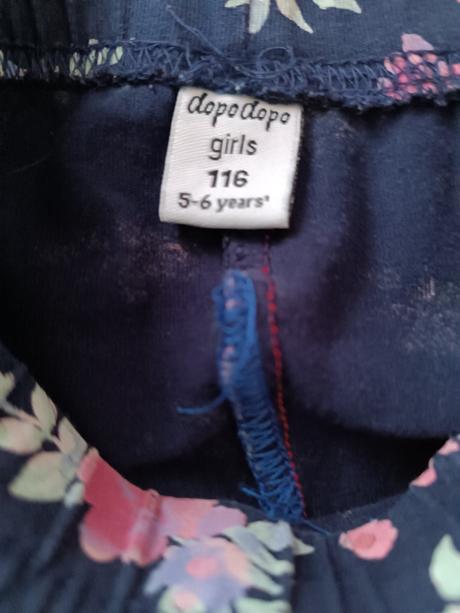 dopodopo
girls
116
5-6 years'